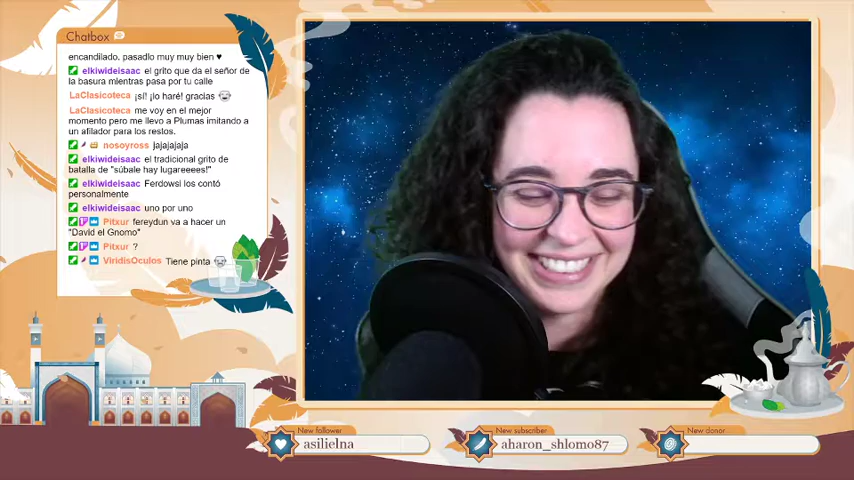 Chatbox
encandilado, pasadlo muy muy bien ♥
elkiwideisaac el grito que da el señor de
la basura mientras pasa por tu calle
LaClasicoteca ¡sí! ¡lo haré! gracias
LaClasicoteca me voy en el mejor
momento pero me llevo a Plumas imitando a
un afilador para los restos.
nosoyross jajajajaja
elkiwideisaac el tradicional grito de
batalla de "súbale hay lugareeees!"
elkiwideisaac Ferdowsi los contó
personalmente
elkiwideisaac uno por uno
Pitxur fereydun va a hacer un
"David el Gnomo"
Pitxur ?
ViridisOculos Tiene pinta
New follower
asilielna
New subscriber
aharon_shlomo87
New donor